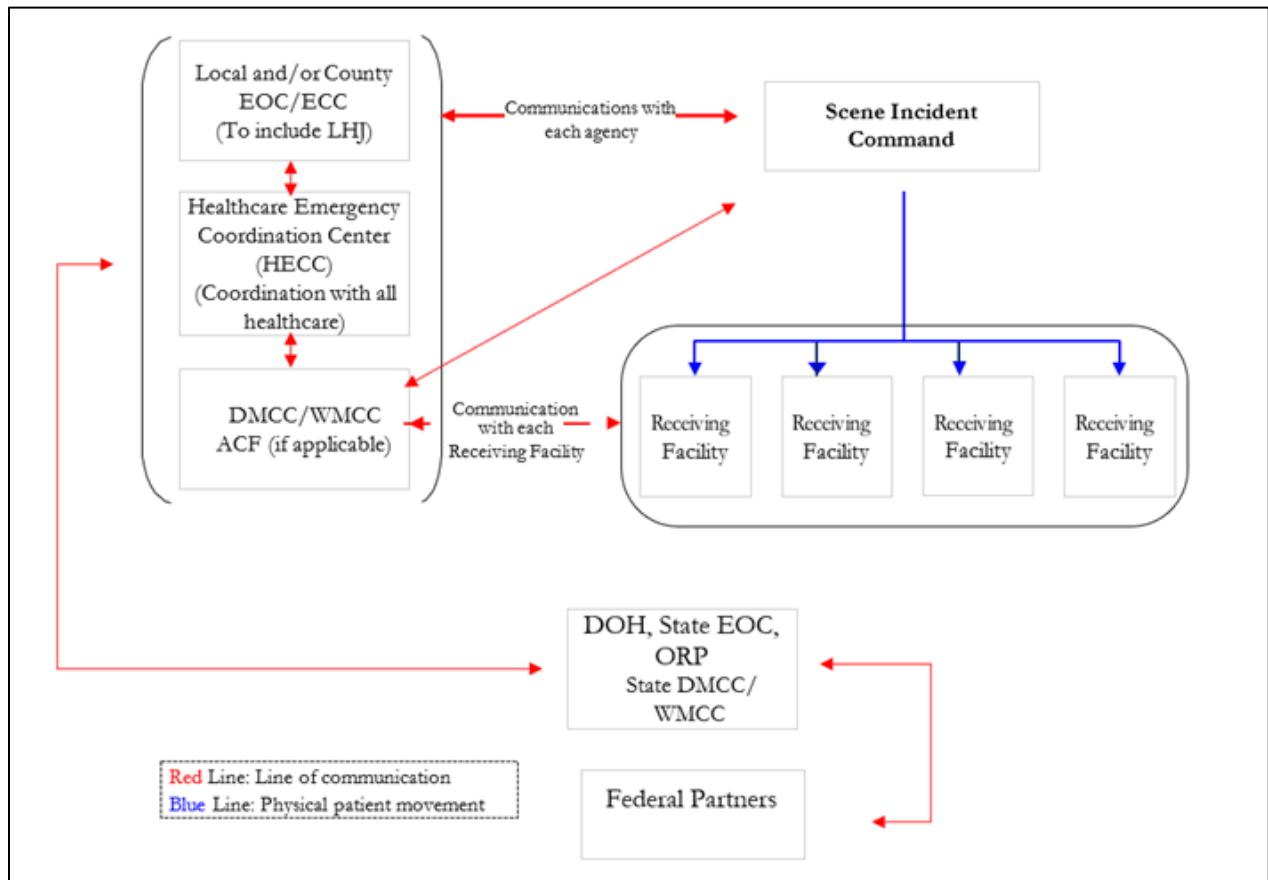 Local and/or County
EOC/ECC
(To include LHJ)
Communications with
each agency
Scene Incident
Command
Healthcare Emergency
Coordination Center
(HECC)
(Coordination with all
healthcare)
DMCC/WMCC
ACF (if applicable)
Communication
with each
Receiving Facility
Receiving
Facility
Receiving
Facility
Receiving
Facility
Receiving
Facility
DOH, State EOC,
ORP
State DMCC/
WMCC
Red Line: Line of communication
Blue Line: Physical patient movement
Federal Partners